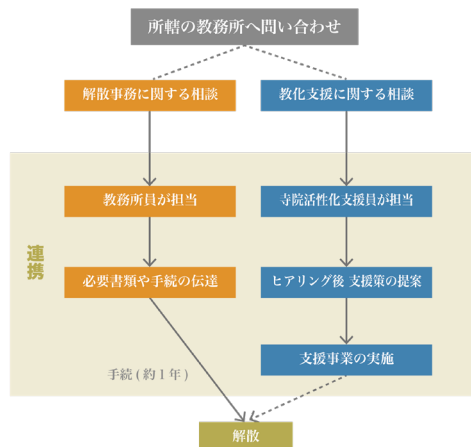 所轄の教務所へ問い合わせ
解散事務に関する相談
教化支援に関する相談
連携
教務所員が担当
寺院活性化支援員が担当
必要書類や手続の伝達
ヒアリング後 支援策の提案
支援事業の実施
手続 ( 約 1 年 )
解散